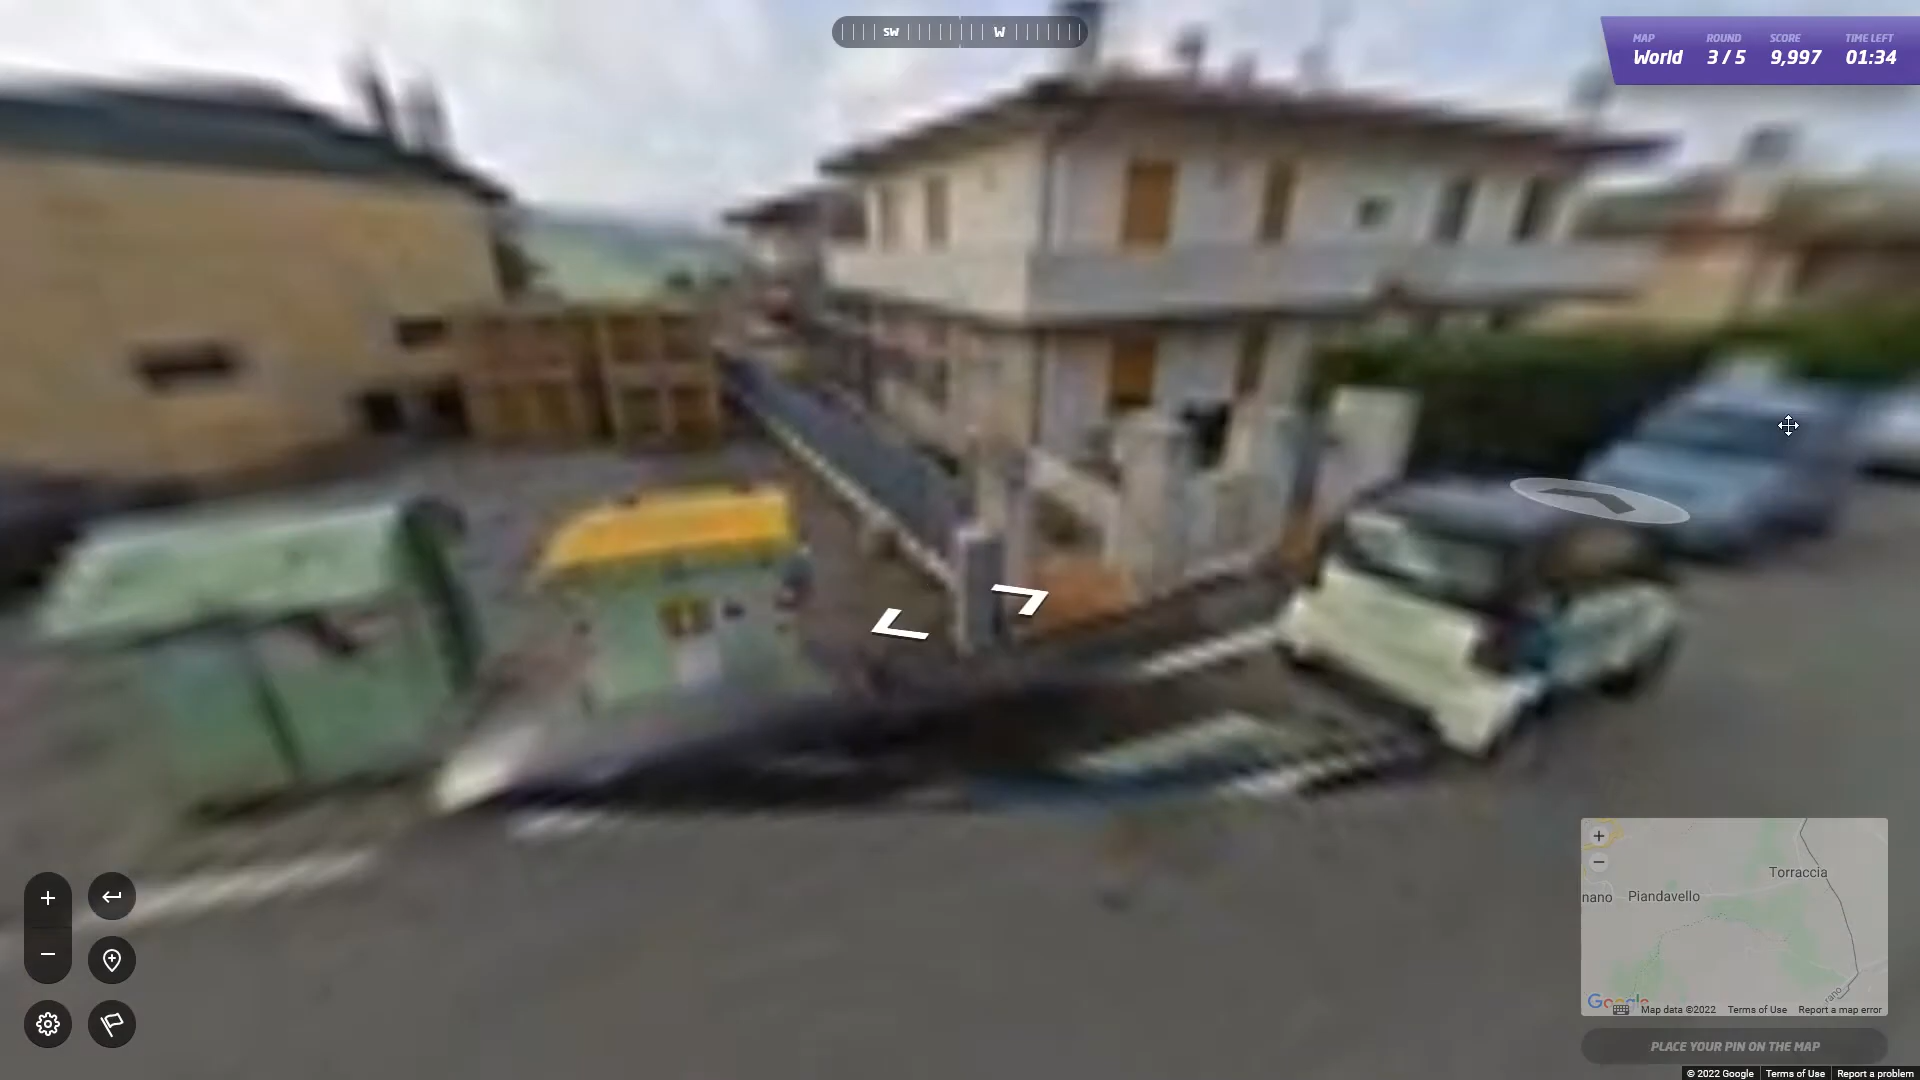 SW W
MAP ROUND SCORE TIME LEFT
World 3 / 5 9,997 01:34
Torraccia
nano Piandavello
rano
Google Map data ©2022 Terms of Use Report a map error
PLACE YOUR PIN ON THE MAP
© 2022 Google Terms of Use Report a problem